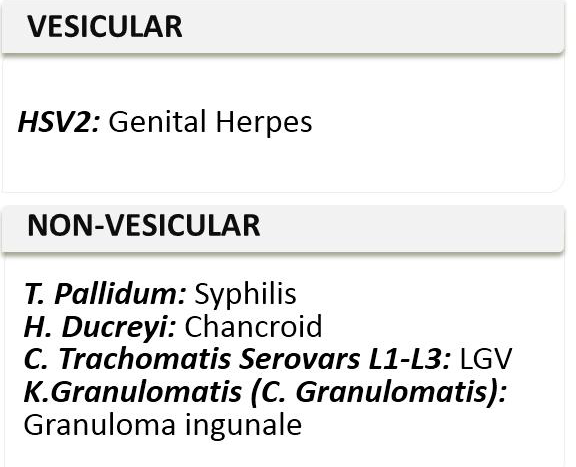 VESICULAR
HSV2: Genital Herpes
NON-VESICULAR
T. Pallidum: Syphilis
H. Ducreyi: Chancroid
C. Trachomatis Serovars L1-L3: LGV
K.Granulomatis (C. Granulomatis):
Granuloma ingunale